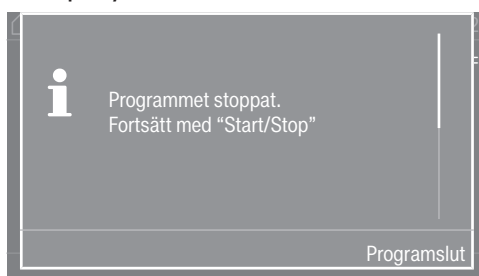 Programmet stoppat.
Fortsätt med “Start/Stop”
Programslut